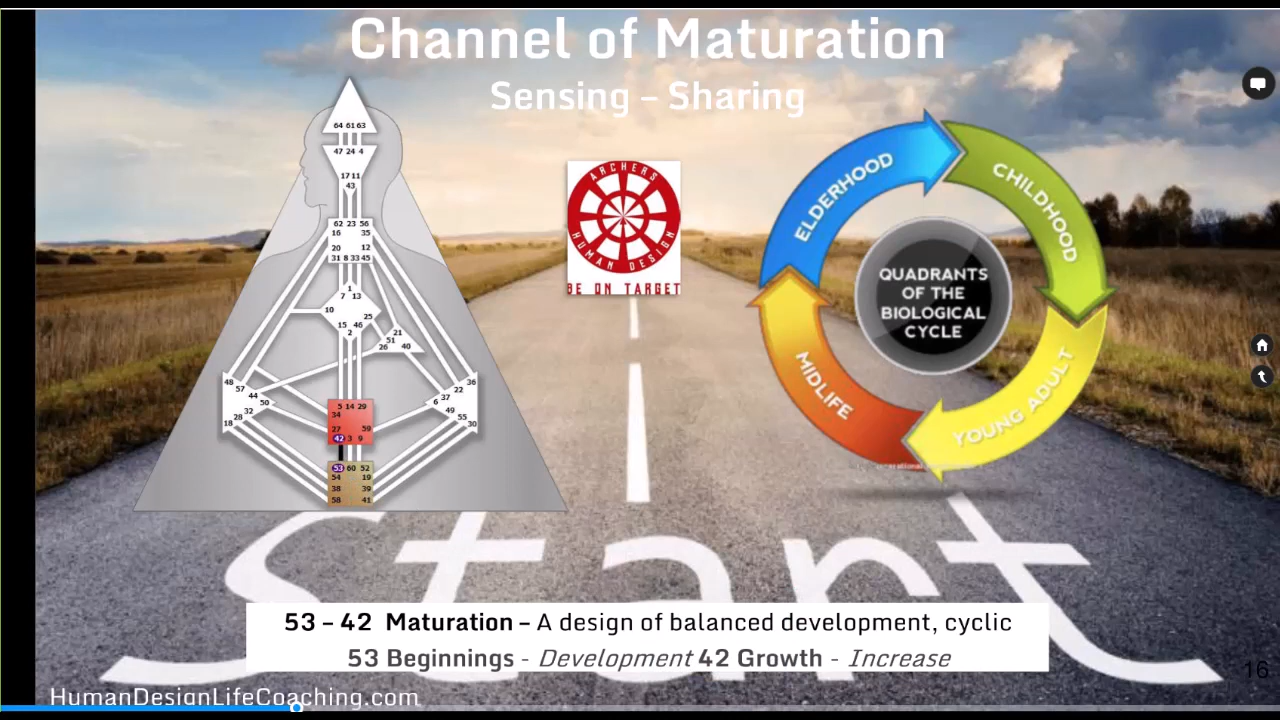 Channel of Maturation
Sensing – Sharing
64 61 63
47 24 4
17 11
43
62 23 56
16 35
20 12
31 8 33 45
1
7 13
10
25
15 46
2
21
51
26 40
48
57
44
50
32
28
18
36
22
37
6
49
55
30
5 14 29
34
27 59
42 3 9
53 60 52
54 19
38 39
58 41
ARCHERS
HUMAN DESIGN
BE ON TARGET
ELDERHOOD
CHILDHOOD
QUADRANTS
OF THE
BIOLOGICAL
CYCLE
MIDLIFE
YOUNG ADULT
Start
53 – 42 Maturation – A design of balanced development, cyclic
53 Beginnings - Development 42 Growth - Increase
16
HumanDesignLifeCoaching.com